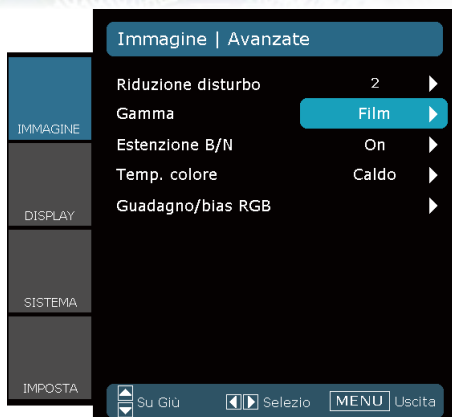 Immagine | Avanzate
IMMAGINE
DISPLAY
SISTEMA
IMPOSTA
Riduzione disturbo 2
Gamma Film
Estenzione B/N On
Temp. colore Caldo
Guadagno/bias RGB
Su Giù Selezio MENU Uscita